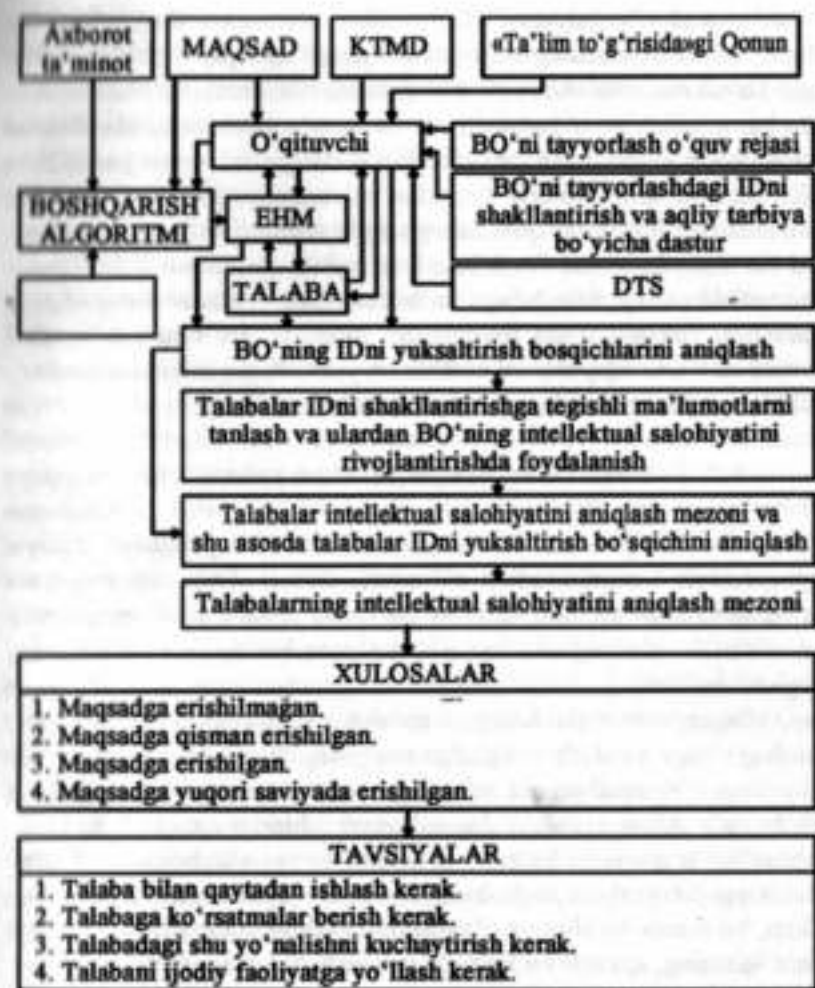 Axborot
ta'minot
MAQSAD
KTMD
«Ta'lim to'g'risida»gi Qonun
O'qituvchi
BO'ni tayyorlash o'quv rejasi
BO'ni tayyorlashdagi IDni
shakllantirish va aqliy tarbiya
bo'yicha dastur
BOSHQARISH
ALGORITMI
EHM
TALABA
DTS
BO'ning IDni yuksaltirish bosqichlarini aniqlash
Talabalar IDni shakllantirishga tegishli ma'lumotlarni
tanlash va ulardan BO'ning intellektual salohiyatini
rivojlantirishda foydalanish
Talabalar intellektual salohiyatini aniqlash mezoni va
shu asosda talabalar IDni yuksaltirish bo'sqichini aniqlash
Talabalarning intellektual salohiyatini aniqlash mezoni
XULOSALAR
1. Maqsadga erishilmagan.
2. Maqsadga qisman erishilgan.
3. Maqsadga erishilgan.
4. Maqsadga yuqori saviyada erishilgan.
TAVSIYALAR
1. Talaba bilan qaytadan ishlash kerak.
2. Talabaga ko'rsatmalar berish kerak.
3. Talabadagi shu yo'nalishni kuchaytirish kerak.
4. Talabani ijodiy faoliyatga yo'llash kerak.